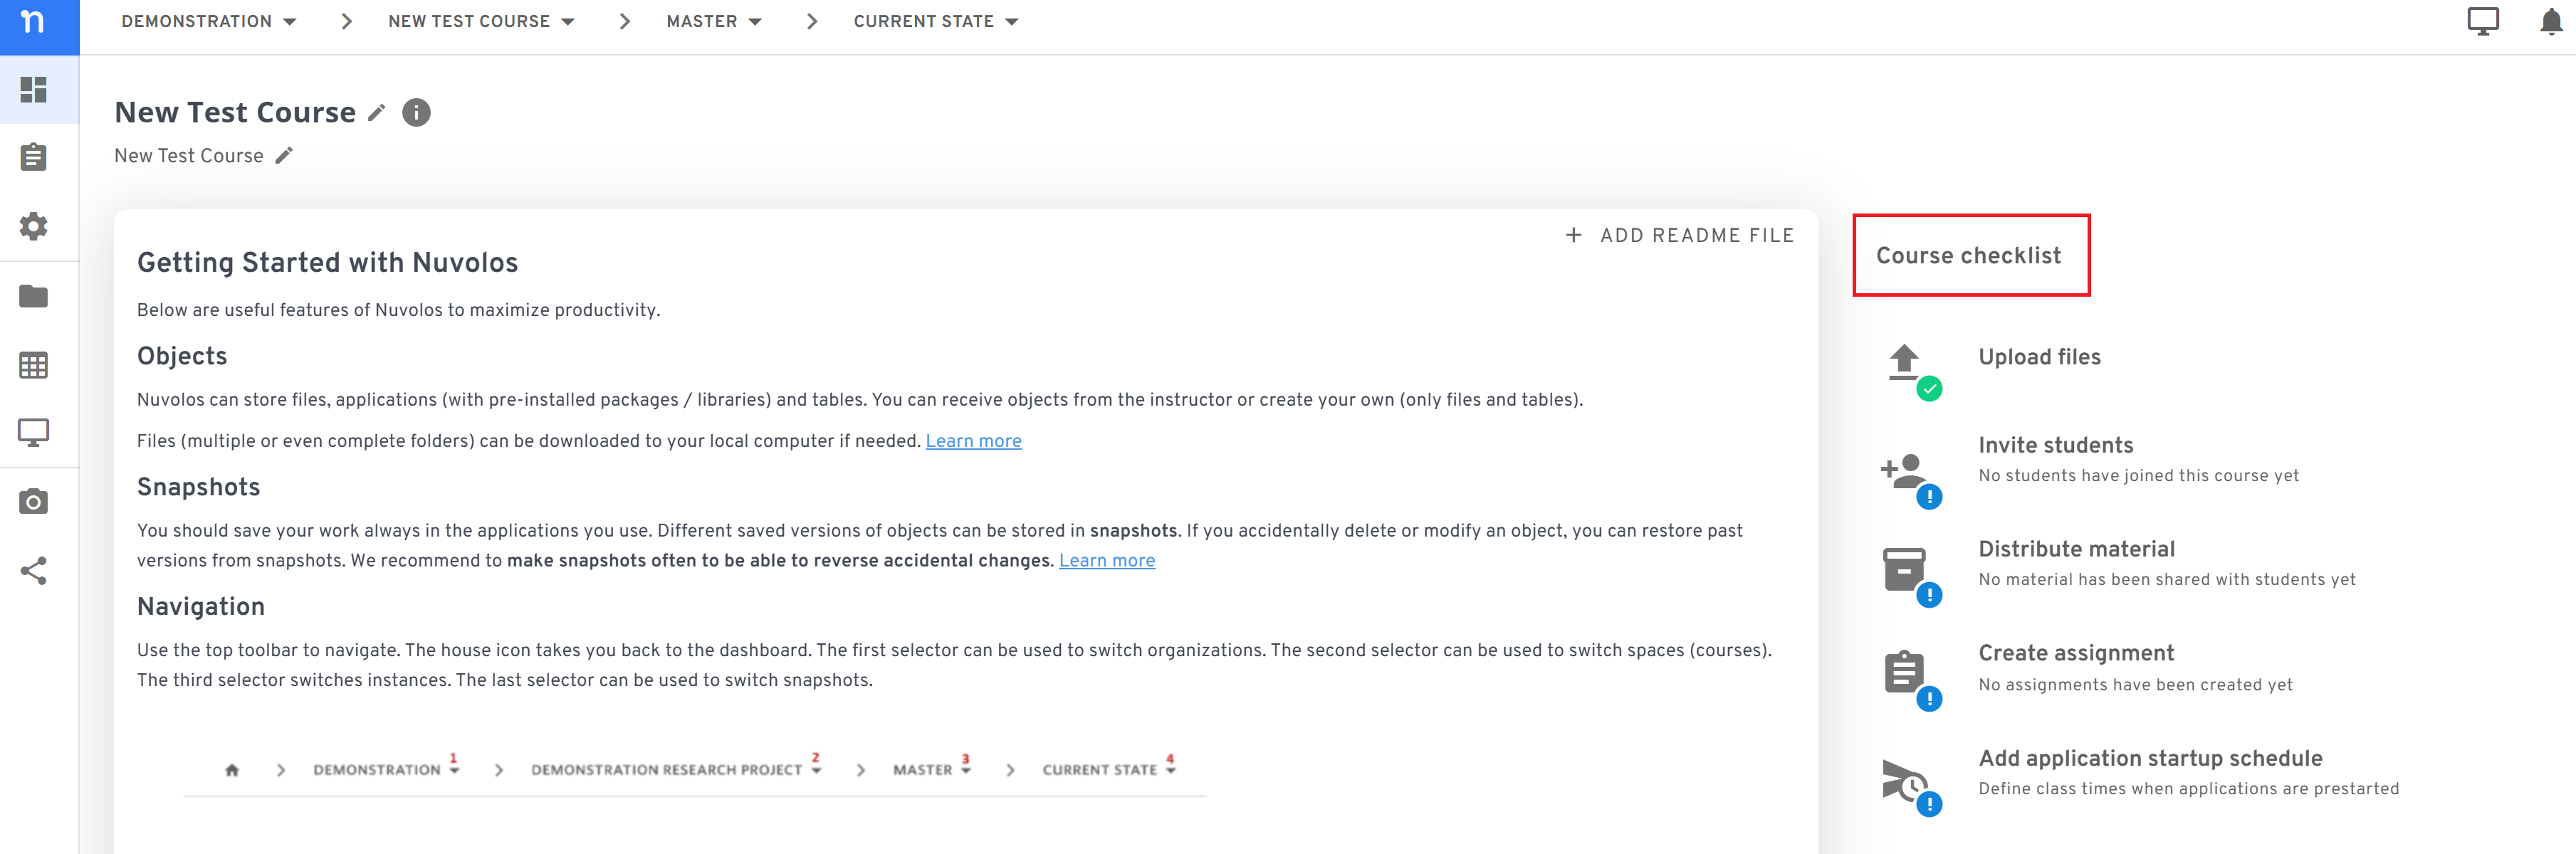 n
DEMONSTRATION > NEW TEST COURSE > MASTER > CURRENT STATE
New Test Course
New Test Course
+ ADD README FILE
Getting Started with Nuvolos
Below are useful features of Nuvolos to maximize productivity.
Objects
Nuvolos can store files, applications (with pre-installed packages / libraries) and tables. You can receive objects from the instructor or create your own (only files and tables).
Files (multiple or even complete folders) can be downloaded to your local computer if needed. Learn more
Snapshots
You should save your work always in the applications you use. Different saved versions of objects can be stored in snapshots. If you accidentally delete or modify an object, you can restore past
versions from snapshots. We recommend to make snapshots often to be able to reverse accidental changes. Learn more
Navigation
Use the top toolbar to navigate. The house icon takes you back to the dashboard. The first selector can be used to switch organizations. The second selector can be used to switch spaces (courses).
The third selector switches instances. The last selector can be used to switch snapshots.
> DEMONSTRATION 1 > DEMONSTRATION RESEARCH PROJECT 2 > MASTER 3 > CURRENT STATE 4
Course checklist
Upload files
Invite students
No students have joined this course yet
Distribute material
No material has been shared with students yet
Create assignment
No assignments have been created yet
Add application startup schedule
Define class times when applications are prestarted